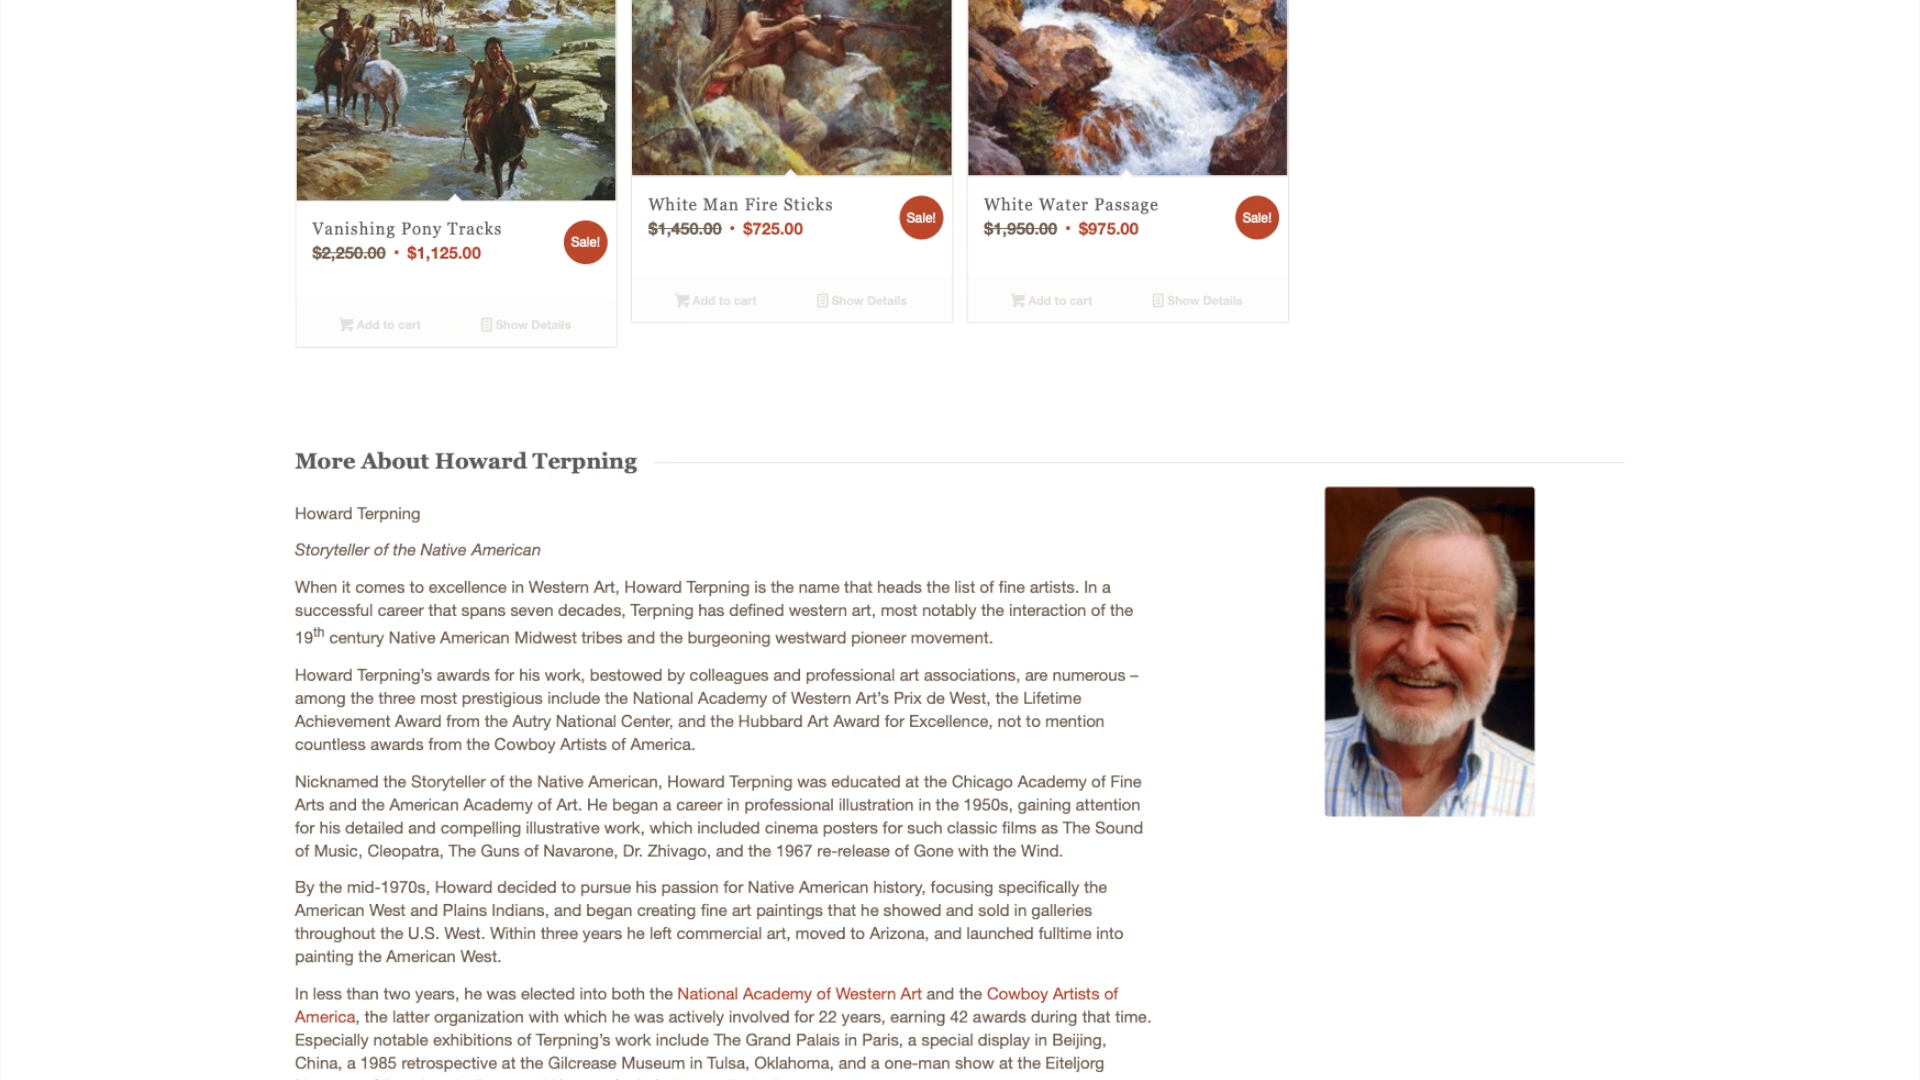 Vanishing Pony Tracks
$2,250.00 • $1,125.00
Sale!
Add to cart
Show Details
White Man Fire Sticks
$1,450.00 • $725.00
Sale!
Add to cart
Show Details
White Water Passage
$1,950.00 • $975.00
Sale!
Add to cart
Show Details
More About Howard Terpning
Howard Terpning
Storyteller of the Native American
When it comes to excellence in Western Art, Howard Terpning is the name that heads the list of fine artists. In a
successful career that spans seven decades, Terpning has defined western art, most notably the interaction of the
19th century Native American Midwest tribes and the burgeoning westward pioneer movement.
Howard Terpning’s awards for his work, bestowed by colleagues and professional art associations, are numerous –
among the three most prestigious include the National Academy of Western Art’s Prix de West, the Lifetime
Achievement Award from the Autry National Center, and the Hubbard Art Award for Excellence, not to mention
countless awards from the Cowboy Artists of America.
Nicknamed the Storyteller of the Native American, Howard Terpning was educated at the Chicago Academy of Fine
Arts and the American Academy of Art. He began a career in professional illustration in the 1950s, gaining attention
for his detailed and compelling illustrative work, which included cinema posters for such classic films as The Sound
of Music, Cleopatra, The Guns of Navarone, Dr. Zhivago, and the 1967 re-release of Gone with the Wind.
By the mid-1970s, Howard decided to pursue his passion for Native American history, focusing specifically the
American West and Plains Indians, and began creating fine art paintings that he showed and sold in galleries
throughout the U.S. West. Within three years he left commercial art, moved to Arizona, and launched fulltime into
painting the American West.
In less than two years, he was elected into both the National Academy of Western Art and the Cowboy Artists of
America, the latter organization with which he was actively involved for 22 years, earning 42 awards during that time.
Especially notable exhibitions of Terpning’s work include The Grand Palais in Paris, a special display in Beijing,
China, a 1985 retrospective at the Gilcrease Museum in Tulsa, Oklahoma, and a one-man show at the Eiteljorg